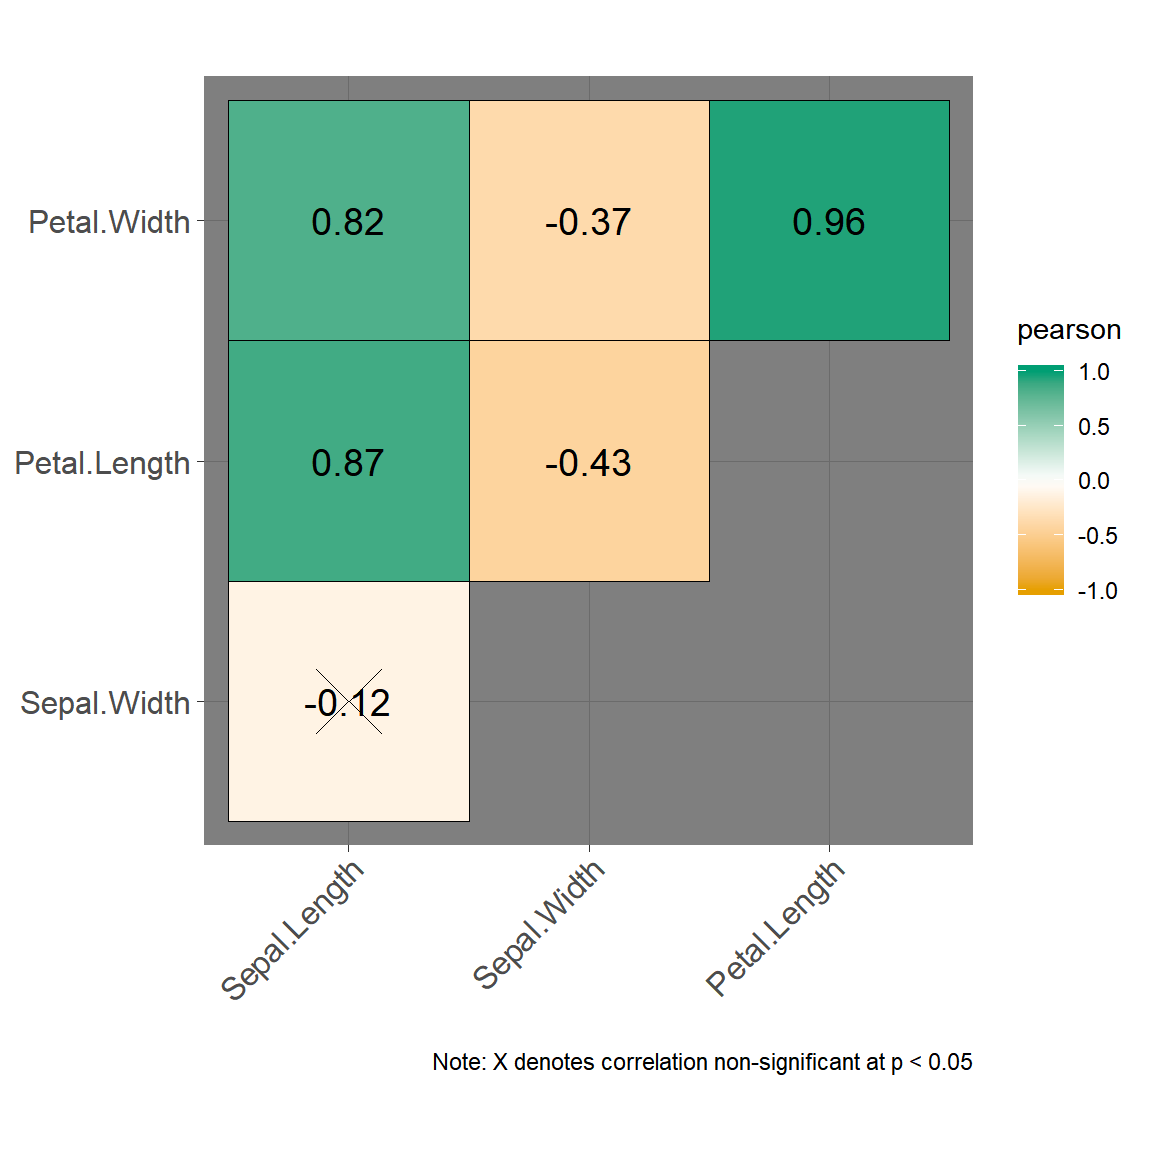 Petal.Width
0.82
-0.37
0.96
pearson
1.0
0.5
0.0
-0.5
-1.0
Petal.Length
0.87
-0.43
Sepal.Width
-0.12
Sepal.Length
Sepal.Width
Petal.Length
Note: X denotes correlation non-significant at p < 0.05